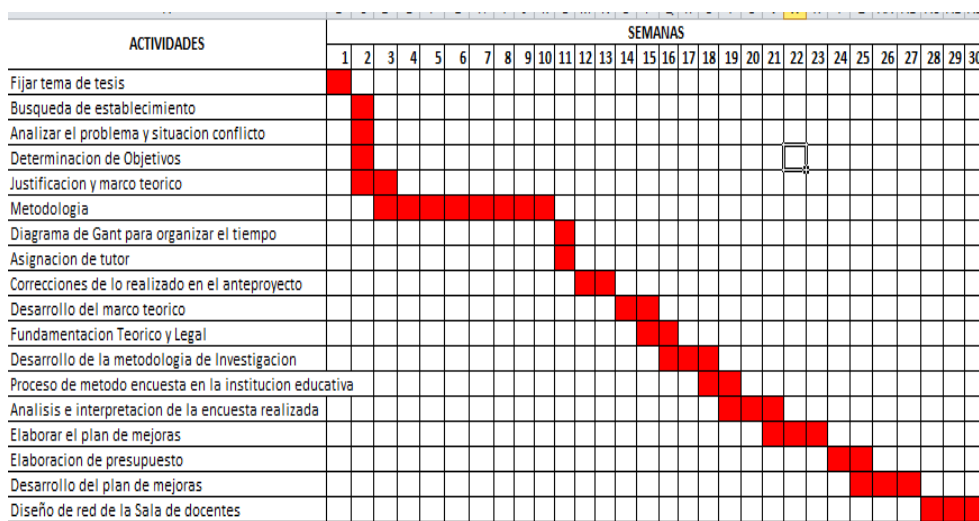 ACTIVIDADES
SEMANAS
1 2 3 4 5 6 7 8 9 10 11 12 13 14 15 16 17 18 19 20 21 22 23 24 25 26 27 28 29 30
Fijar tema de tesis
Busqueda de establecimiento
Analizar el problema y situacion conflicto
Determinacion de Objetivos
Justificacion y marco teorico
Metodologia
Diagrama de Gant para organizar el tiempo
Asignacion de tutor
Correcciones de lo realizado en el anteproyecto
Desarrollo del marco teorico
Fundamentacion Teorico y Legal
Desarrollo de la metodologia de Investigacion
Proceso de metodo encuesta en la institucion educativa
Analisis e interpretacion de la encuesta realizada
Elaborar el plan de mejoras
Elaboracion de presupuesto
Desarrollo del plan de mejoras
Diseño de red de la Sala de docentes